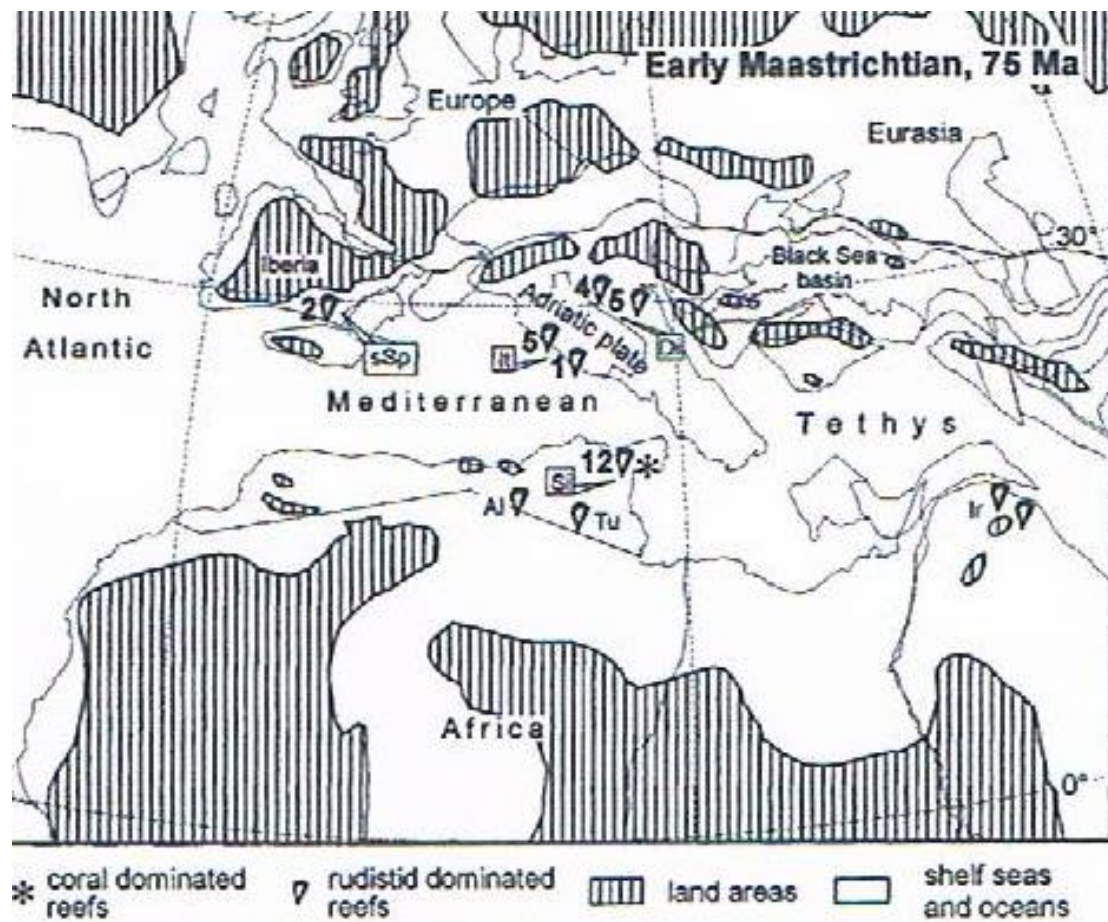 Early Maastrichtian, 75 Ma
Europe
Eurasia
30°
Iberia
Black Sea
basin
North
Atlantic
2
4
5
Adriatic plate
sSp
It
5
1
Mediterranean
Tethys
12
*
Si
Al
Tu
Ir
Africa
0°
* coral dominated
reefs
rudistid dominated
reefs
land areas
shelf seas
and oceans